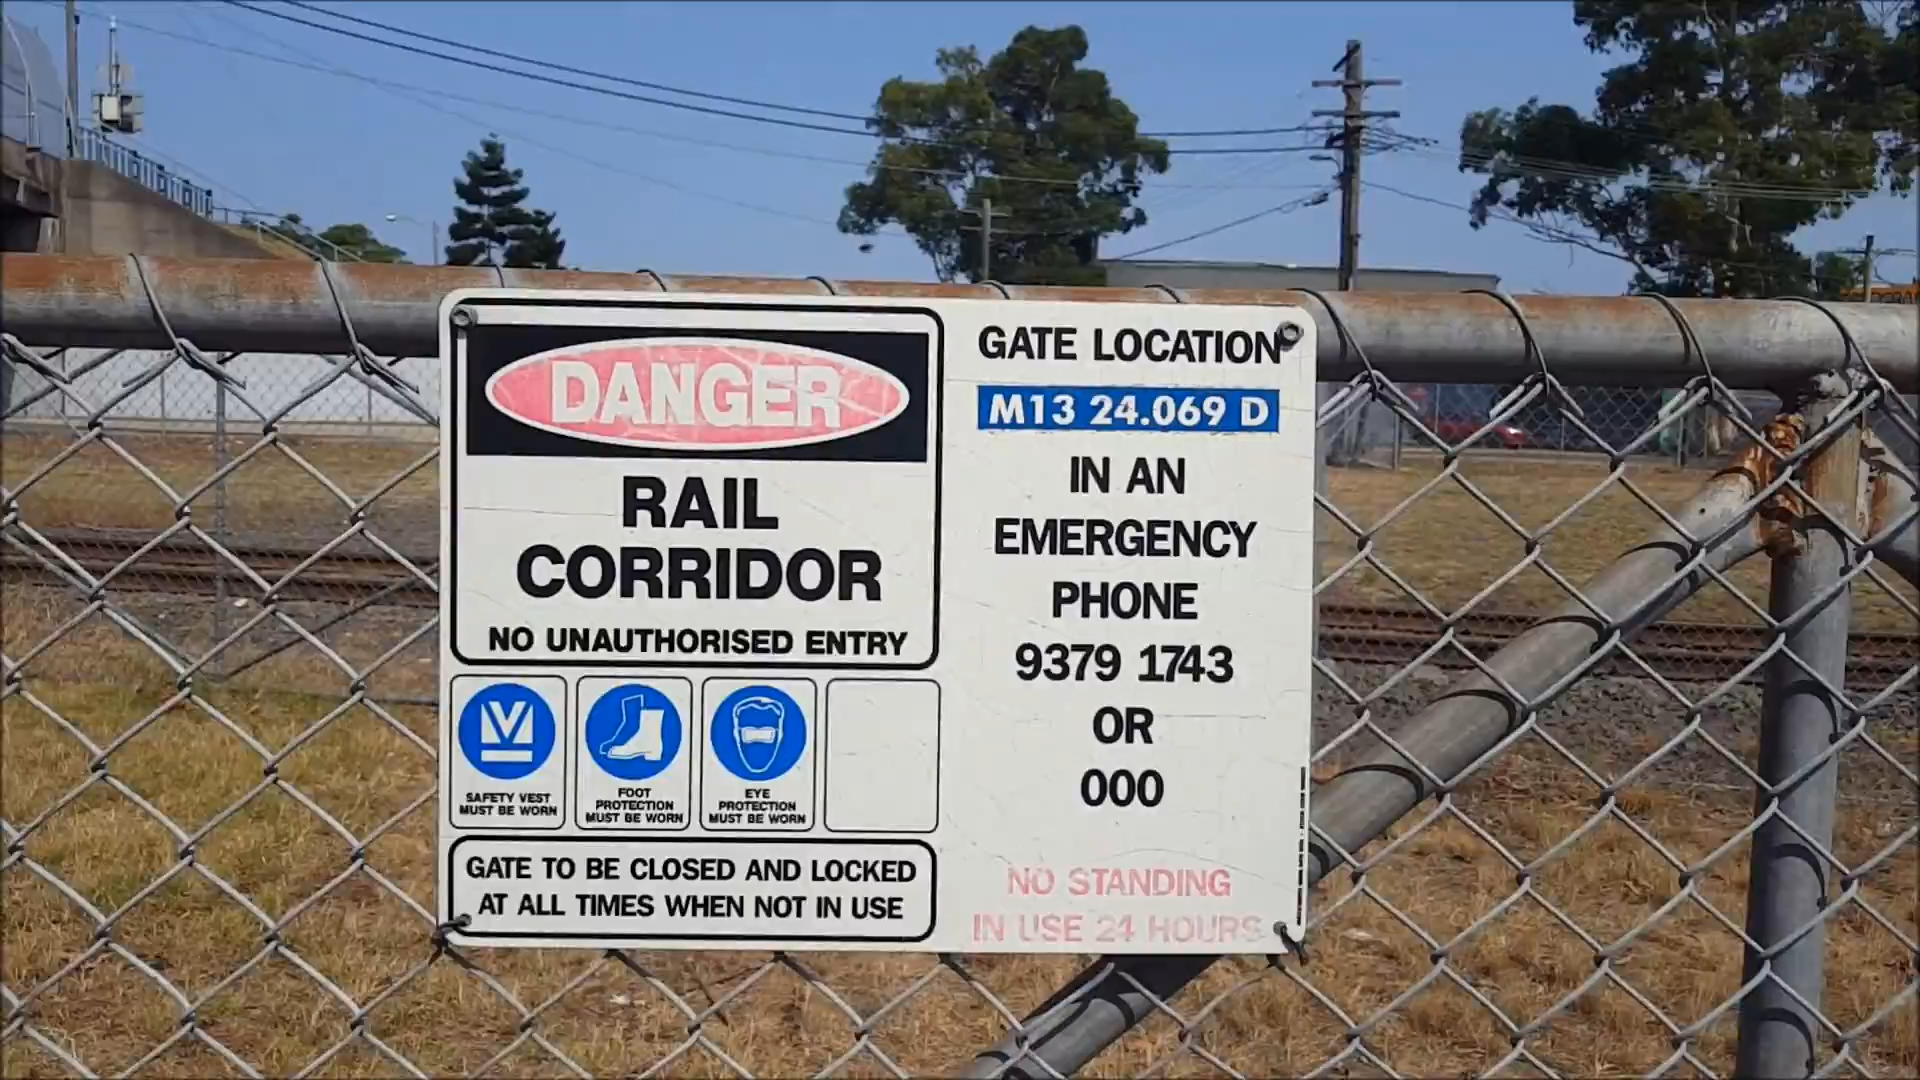 DANGER
RAIL
CORRIDOR
NO UNAUTHORISED ENTRY
SAFETY VEST
MUST BE WORN
FOOT
PROTECTION
MUST BE WORN
EYE
PROTECTION
MUST BE WORN
GATE TO BE CLOSED AND LOCKED
AT ALL TIMES WHEN NOT IN USE
GATE LOCATION
M13 24.069 D
IN AN
EMERGENCY
PHONE
9379 1743
OR
000
NO STANDING
IN USE 24 HOURS